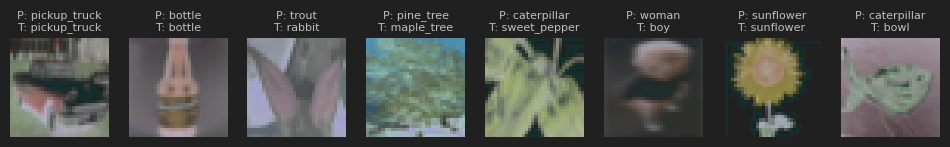 P: pickup_truck
T: pickup_truck
P: bottle
T: bottle
P: trout
T: rabbit
P: pine_tree
T: maple_tree
P: caterpillar
T: sweet_pepper
P: woman
T: boy
P: sunflower
T: sunflower
P: caterpillar
T: bowl